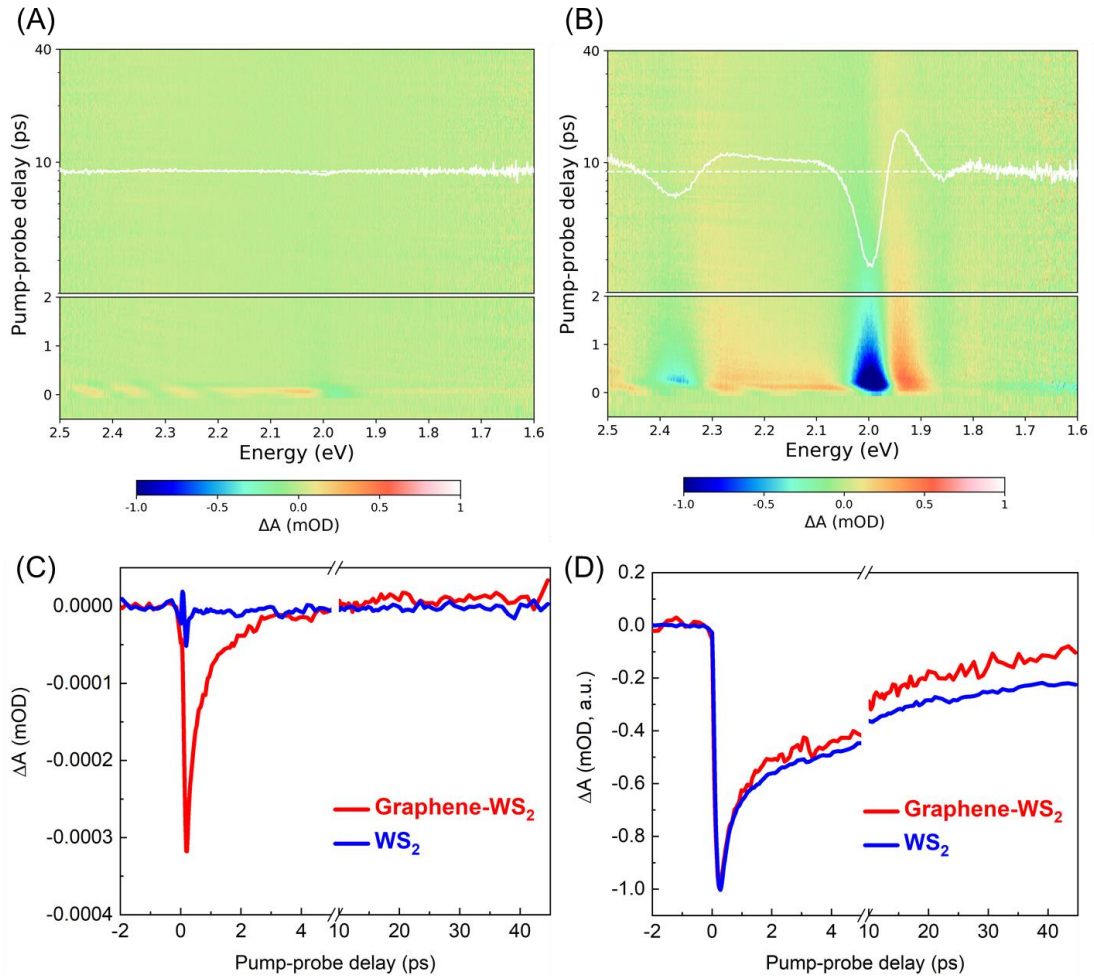 (A)
40
10
2
1
0
Pump-probe delay (ps)
2.5 2.4 2.3 2.2 2.1 2.0 1.9 1.8 1.7 1.6
Energy (eV)
-1.0 -0.5 0.0 0.5 1
ΔA (mOD)
(B)
40
10
2
1
0
Pump-probe delay (ps)
2.5 2.4 2.3 2.2 2.1 2.0 1.9 1.8 1.7 1.6
Energy (eV)
-1.0 -0.5 0.0 0.5 1
ΔA (mOD)
(C)
0.0000
-0.0001
-0.0002
-0.0003
-0.0004
ΔA (mOD)
Graphene-WS₂
WS₂
-2 0 2 4 10 20 30 40
Pump-probe delay (ps)
(D)
0.2
0.0
-0.2
-0.4
-0.6
-0.8
-1.0
ΔA (mOD, a.u.)
Graphene-WS₂
WS₂
-2 0 2 4 10 20 30 40
Pump-probe delay (ps)